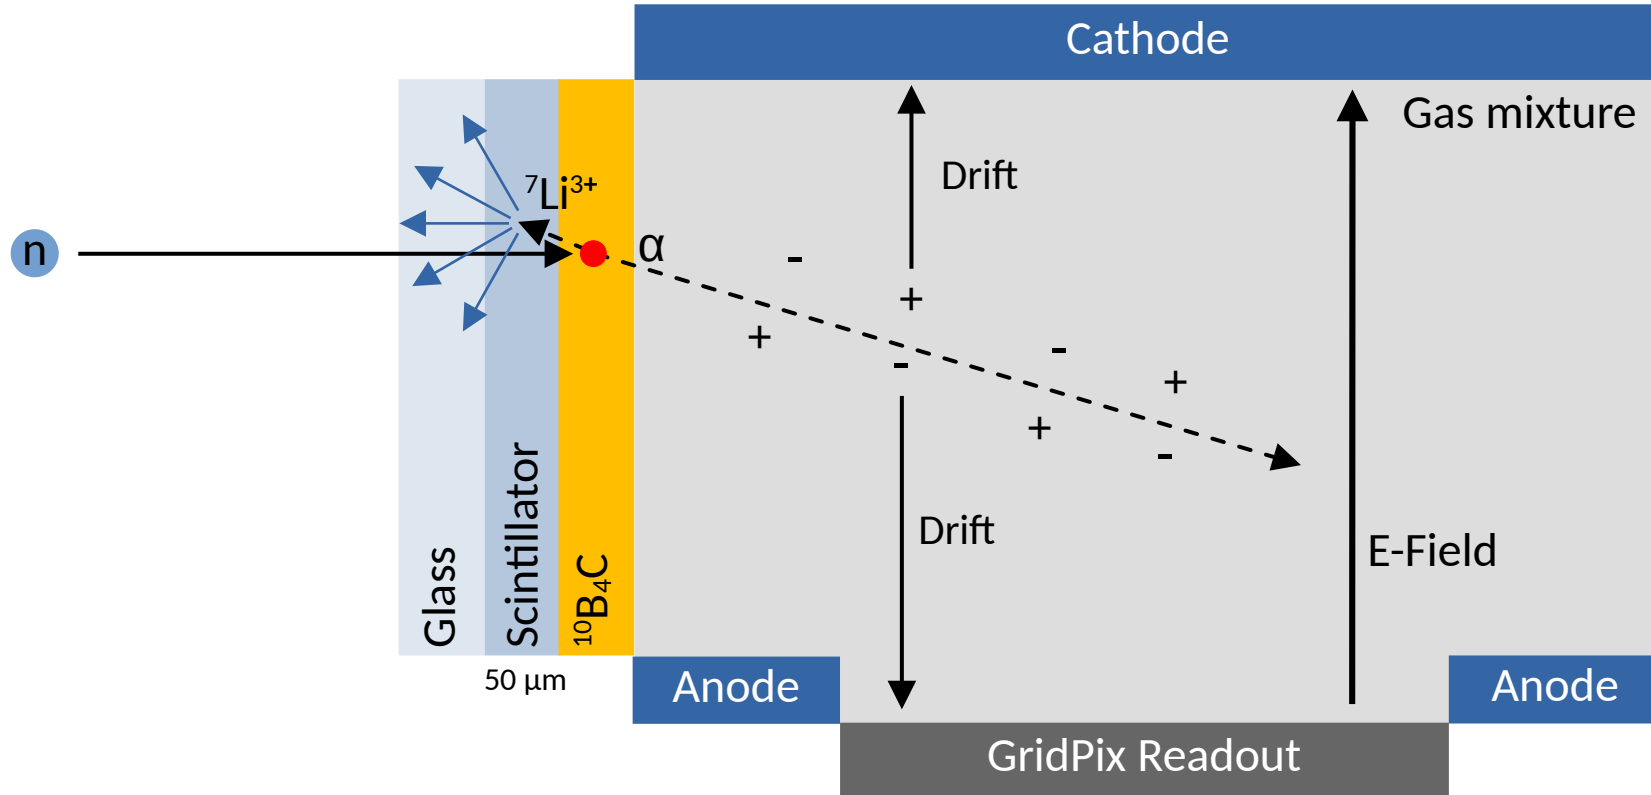 Cathode
Gas mixture
Drift
⁷Li³⁺
n
α
-
+
+
-
-
+
+
-
Drift
E-Field
Glass
Scintillator
¹⁰B₄C
50 µm
Anode
Anode
GridPix Readout